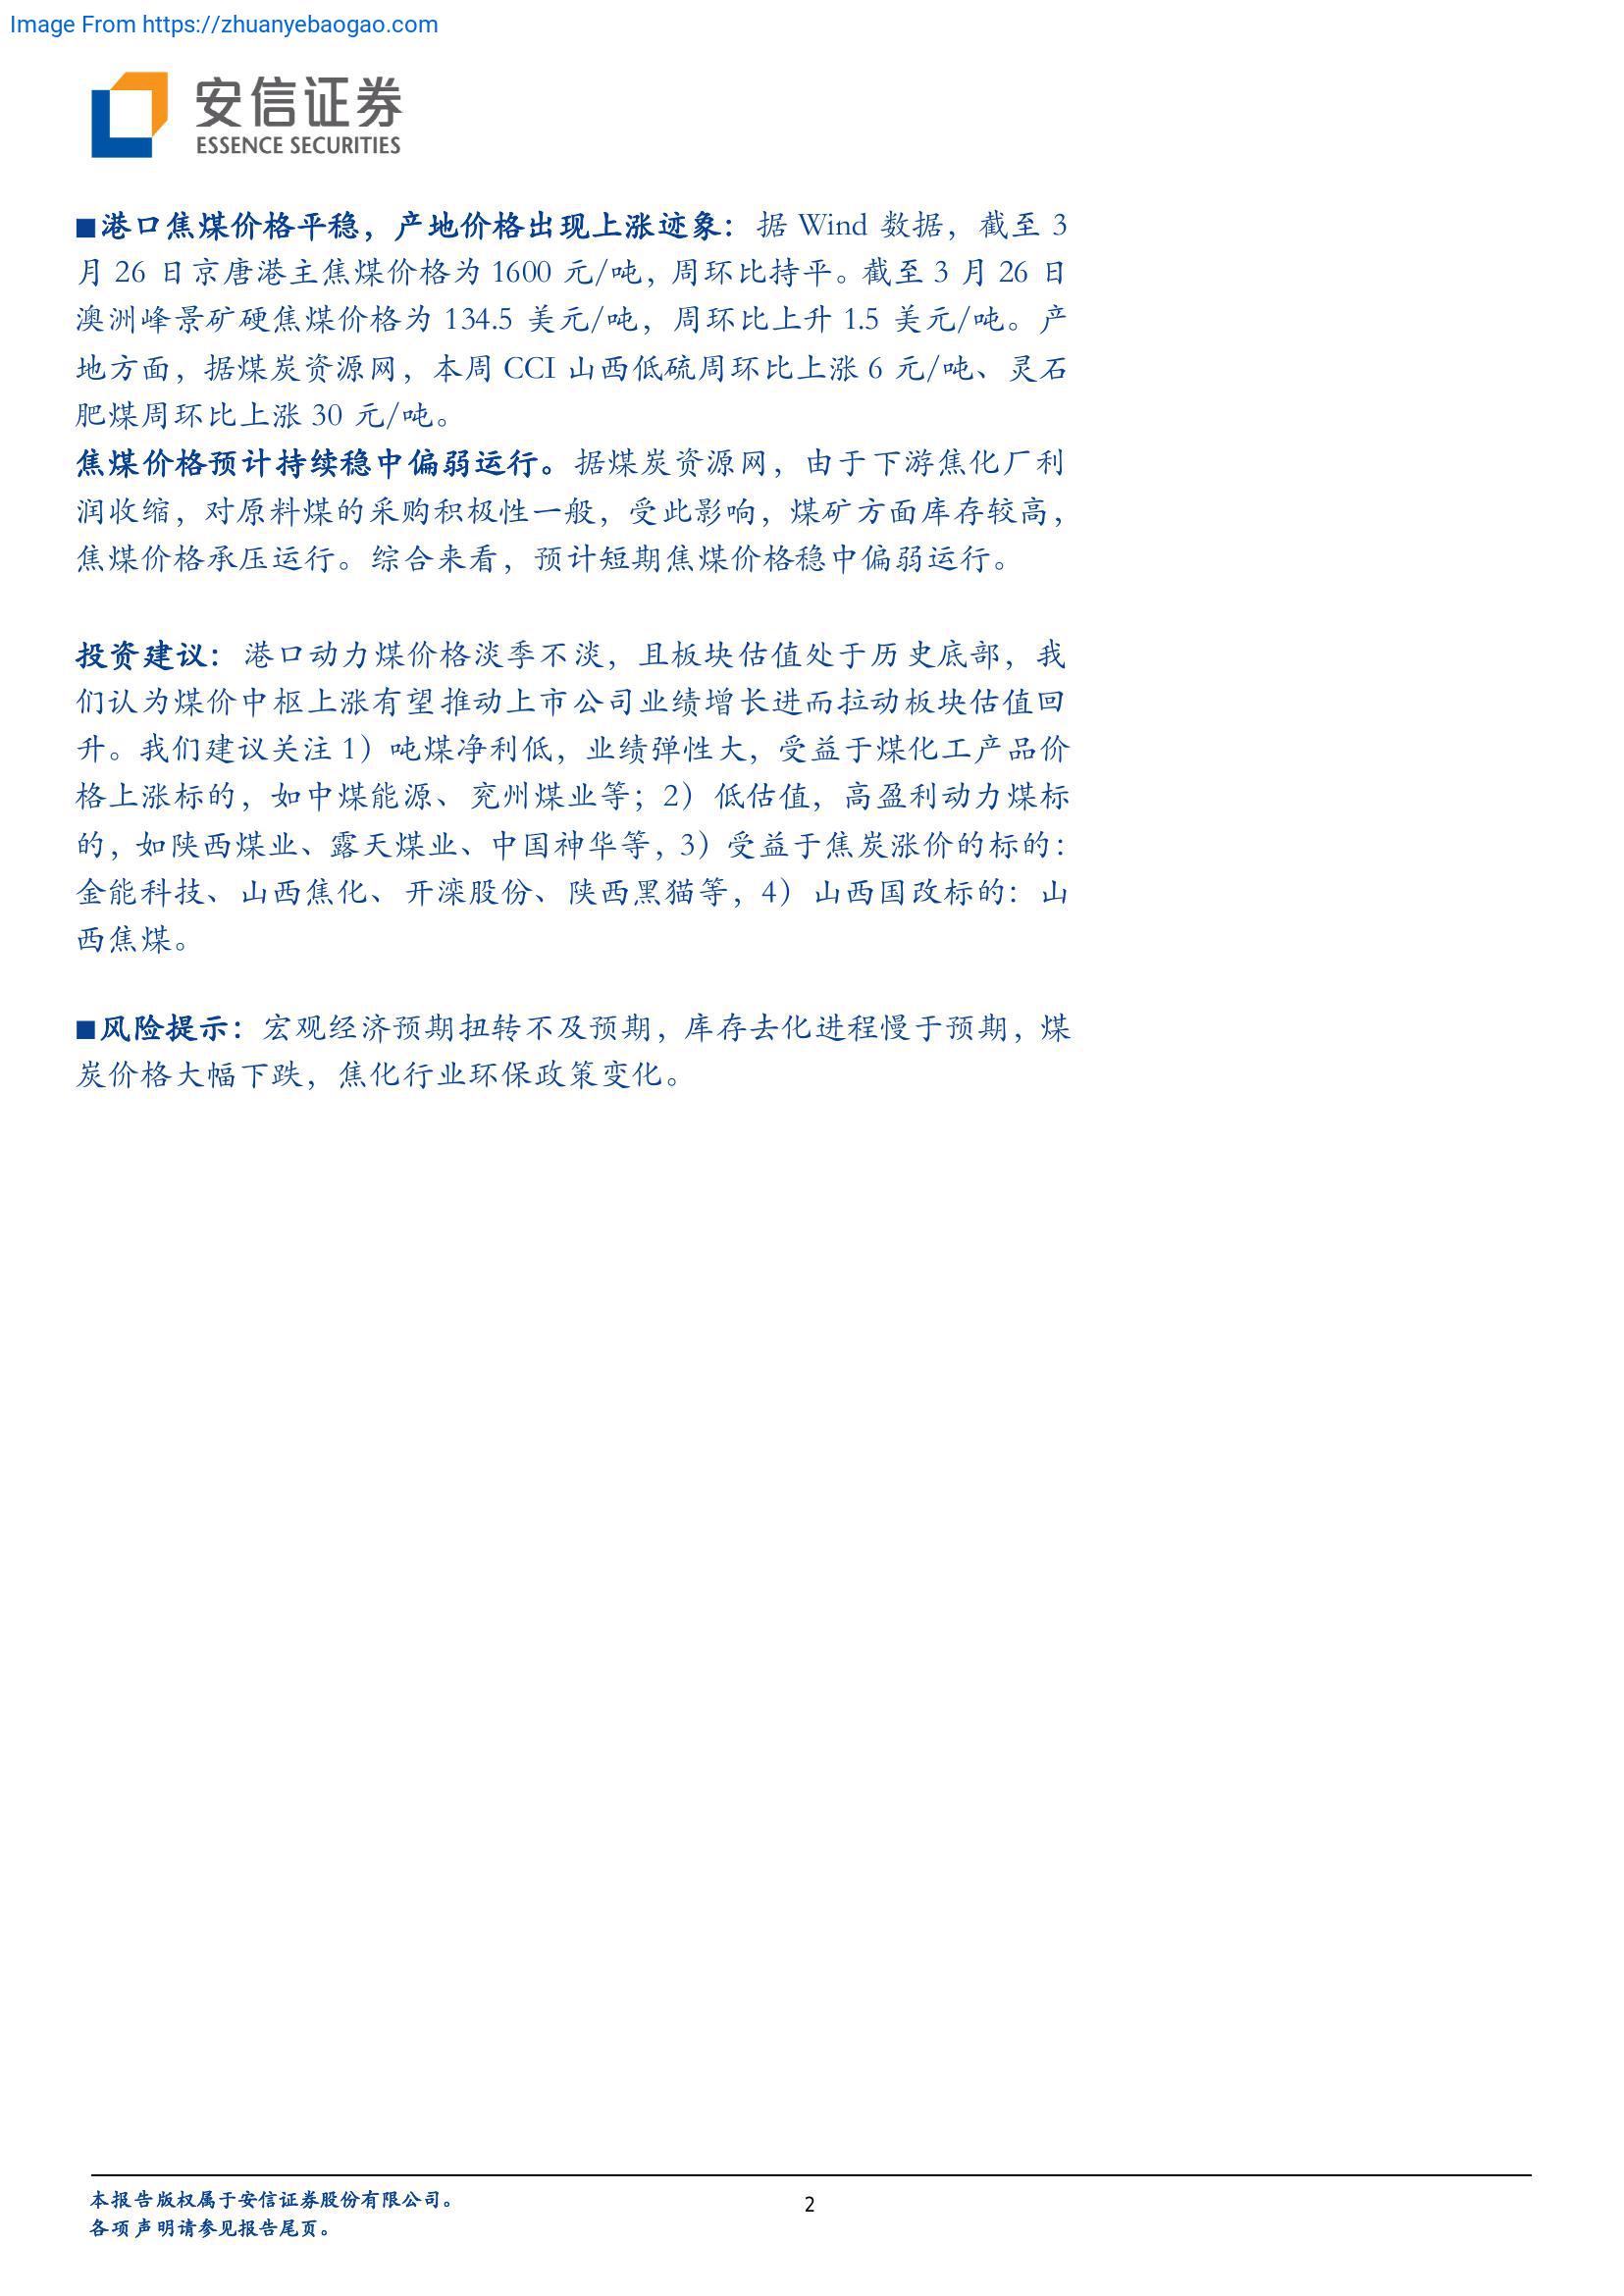 Image From https://zhuanyebaogao.com
安信证券
ESSENCE SECURITIES
■港口焦煤价格平稳，产地价格出现上涨迹象：据 Wind 数据，截至 3
月 26 日京唐港主焦煤价格为 1600 元/吨，周环比持平。截至 3 月 26 日
澳洲峰景矿硬焦煤价格为 134.5 美元/吨，周环比上升 1.5 美元/吨。产
地方面，据煤炭资源网，本周 CCI 山西低硫周环比上涨 6 元/吨、灵石
肥煤周环比上涨 30 元/吨。
焦煤价格预计持续稳中偏弱运行。据煤炭资源网，由于下游焦化厂利
润收缩，对原料煤的采购积极性一般，受此影响，煤矿方面库存较高，
焦煤价格承压运行。综合来看，预计短期焦煤价格稳中偏弱运行。
投资建议：港口动力煤价格淡季不淡，且板块估值处于历史底部，我
们认为煤价中枢上涨有望推动上市公司业绩增长进而拉动板块估值回
升。我们建议关注 1）吨煤净利低，业绩弹性大，受益于煤化工产品价
格上涨标的，如中煤能源、兖州煤业等；2）低估值，高盈利动力煤标
的，如陕西煤业、露天煤业、中国神华等，3）受益于焦炭涨价的标的：
金能科技、山西焦化、开滦股份、陕西黑猫等，4）山西国改标的：山
西焦煤。
■风险提示：宏观经济预期扭转不及预期，库存去化进程慢于预期，煤
炭价格大幅下跌，焦化行业环保政策变化。
本报告版权属于安信证券股份有限公司。
2
各项声明请参见报告尾页。